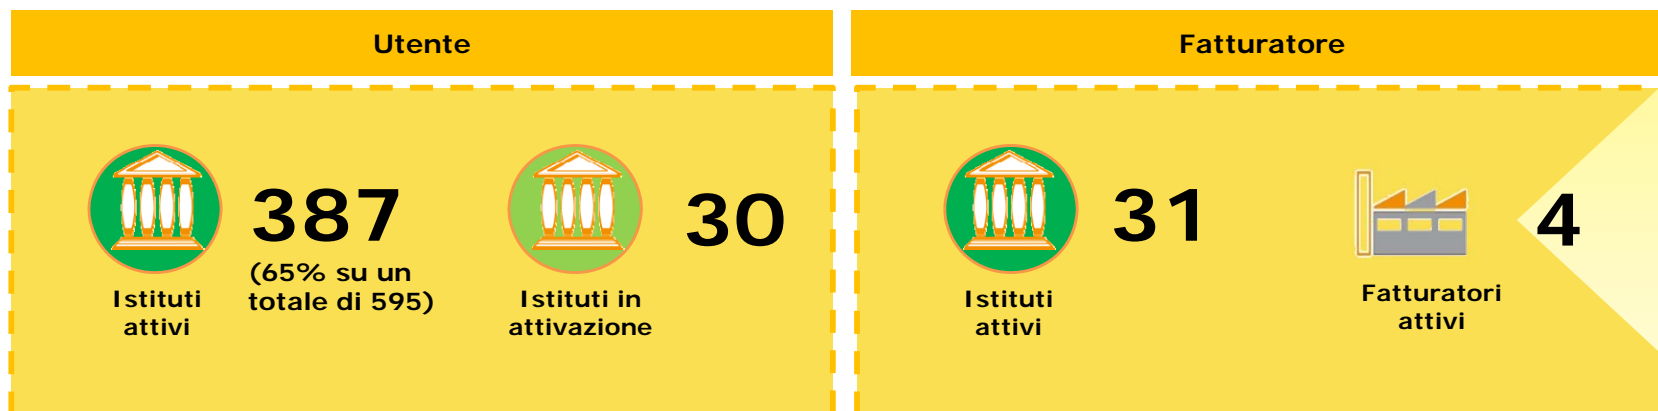 Utente
387
(65% su un
totale di 595)
Istituti
attivi
30
Istituti in
attivazione
Fatturatore
31
Istituti
attivi
4
Fatturatori
attivi